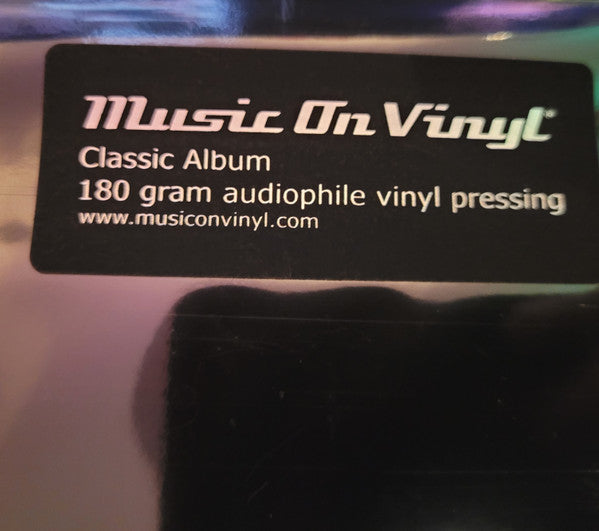 Music On Vinyl®
Classic Album
180 gram audiophile vinyl pressing
www.musiconvinyl.com